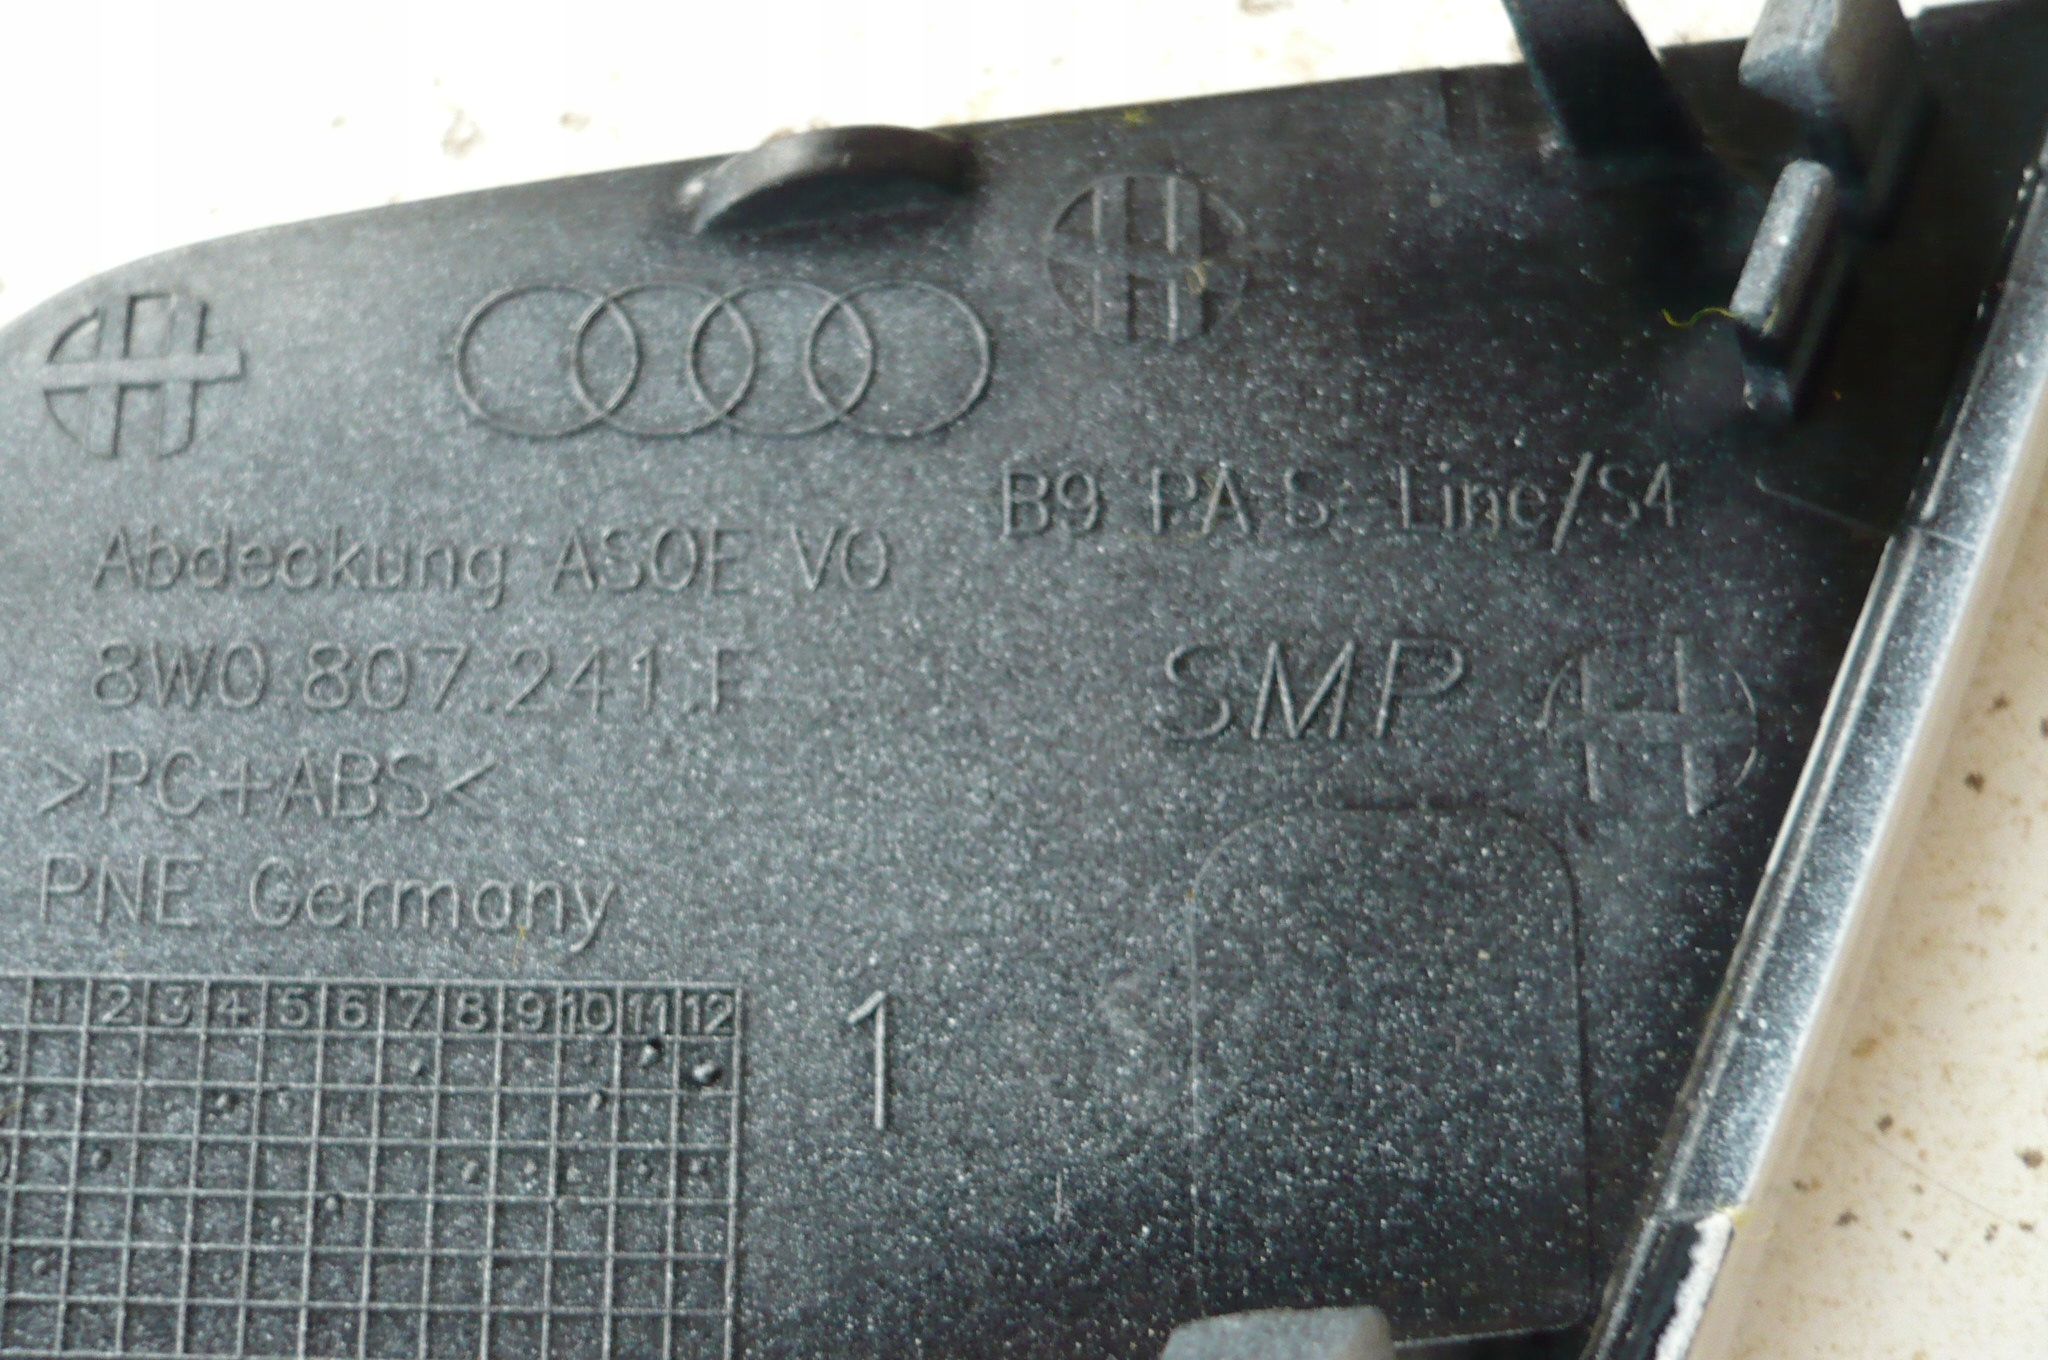 B9 PA S-Line/S4
Abdeckung ASOE VO
8W0.807.241.F
SMP
>PC+ABS<
PNE Germany
1 2 3 4 5 6 7 8 9 10 11 12
1